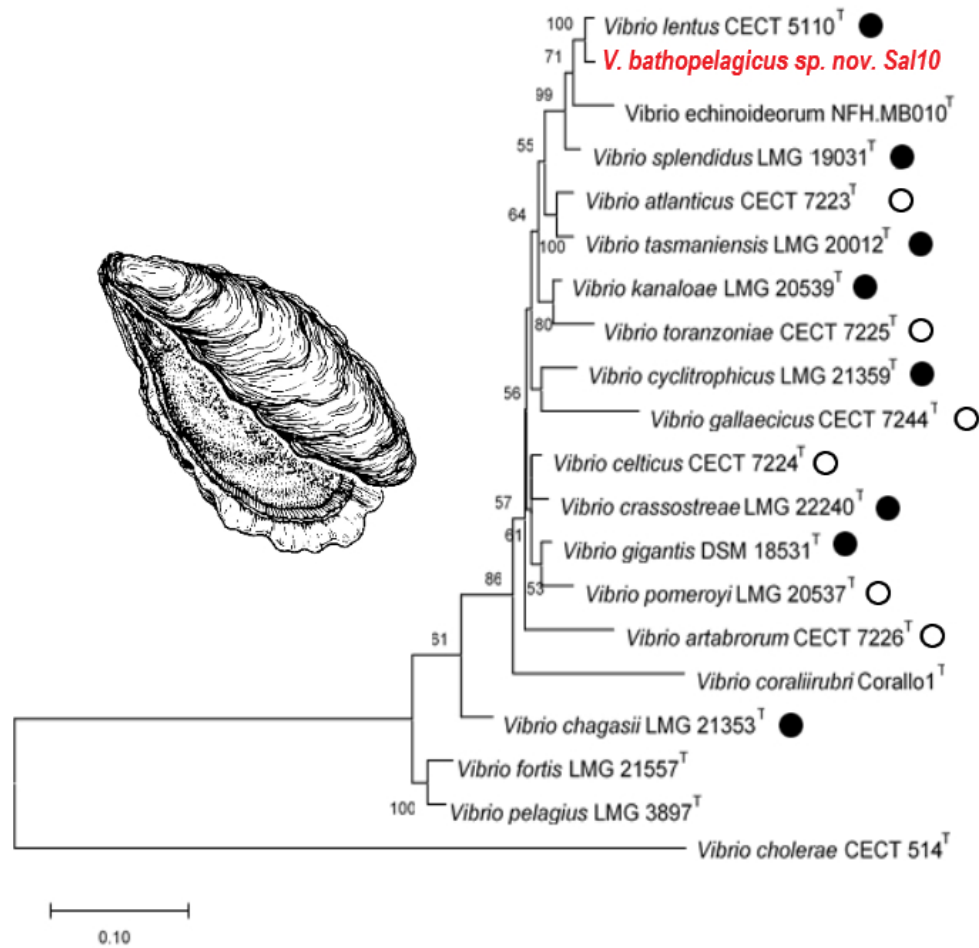 100
Vibrio lentus CECT 5110T
71
V. bathopelagicus sp. nov. Sal10
99
Vibrio echinoideorum NFH.MB010T
55
Vibrio splendidus LMG 19031T
Vibrio atlanticus CECT 7223T
64
100
Vibrio tasmaniensis LMG 20012T
Vibrio kanaloae LMG 20539T
80
Vibrio toranzoniae CECT 7225T
Vibrio cyclitrophicus LMG 21359T
56
Vibrio gallaecicus CECT 7244T
Vibrio celticus CECT 7224T
57
Vibrio crassostreae LMG 22240T
61
Vibrio gigantis DSM 18531T
86
53
Vibrio pomeroyi LMG 20537T
Vibrio artabrorum CECT 7226T
61
Vibrio coraliirubri Corallo1T
Vibrio chagasii LMG 21353T
Vibrio fortis LMG 21557T
100
Vibrio pelagius LMG 3897T
Vibrio cholerae CECT 514T
0.10